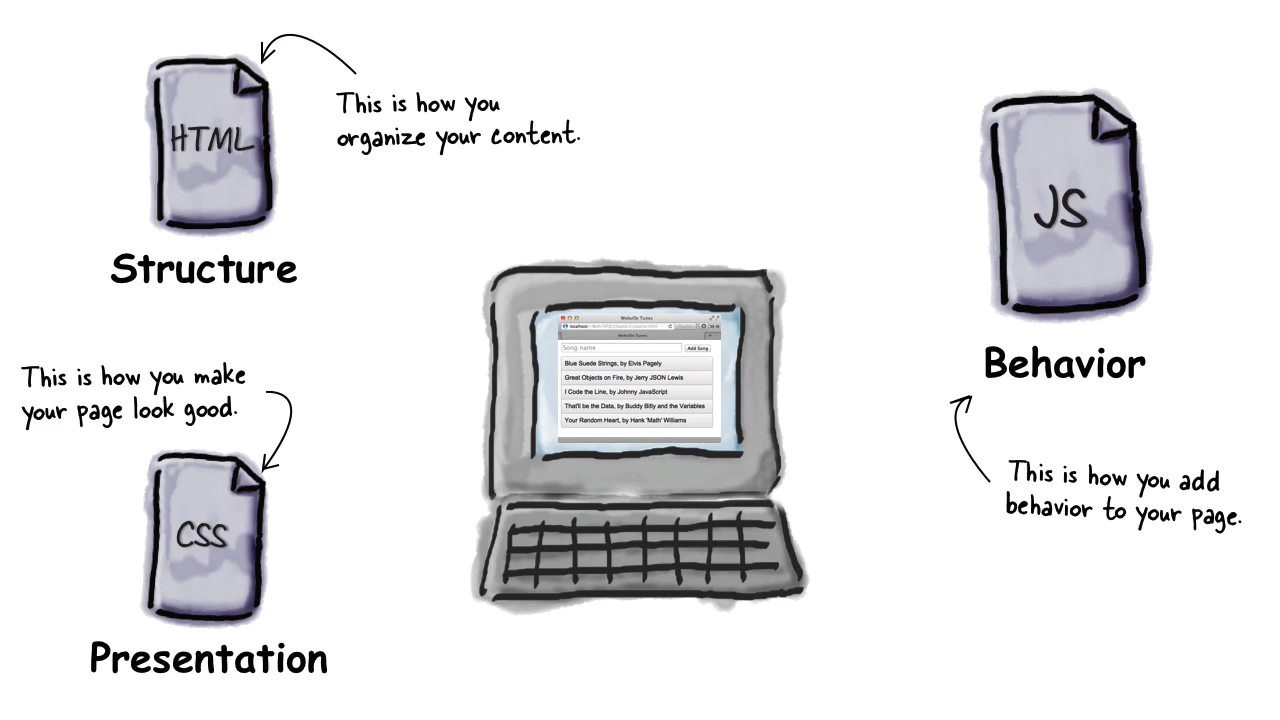 This is how you
organize your content.
HTML
Structure
JS
Behavior
This is how you add
behavior to your page.
Webville Tunes
Webville Tunes
Song name
Add Song
Blue Suede Strings, by Elvis Pagely
Great Objects on Fire, by Jerry JSON Lewis
I Code the Line, by Johnny JavaScript
That'll be the Data, by Buddy Bitly and the Variables
Your Random Heart, by Hank 'Math' Williams
This is how you make
your page look good.
CSS
Presentation